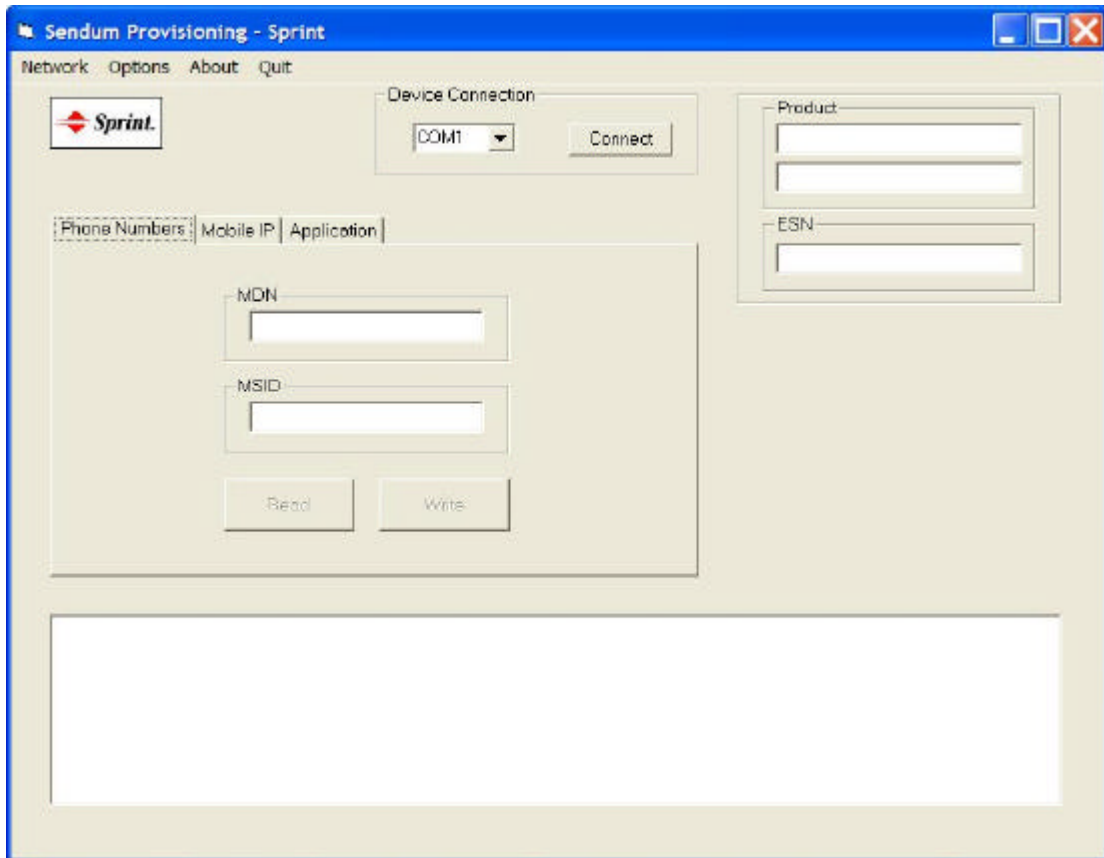 Sendum Provisioning - Sprint
Network Options About Quit
Sprint.
Device Connection
COM1
Connect
Product
ESN
Phone Numbers Mobile IP Application
MDN
MSID
Read Write